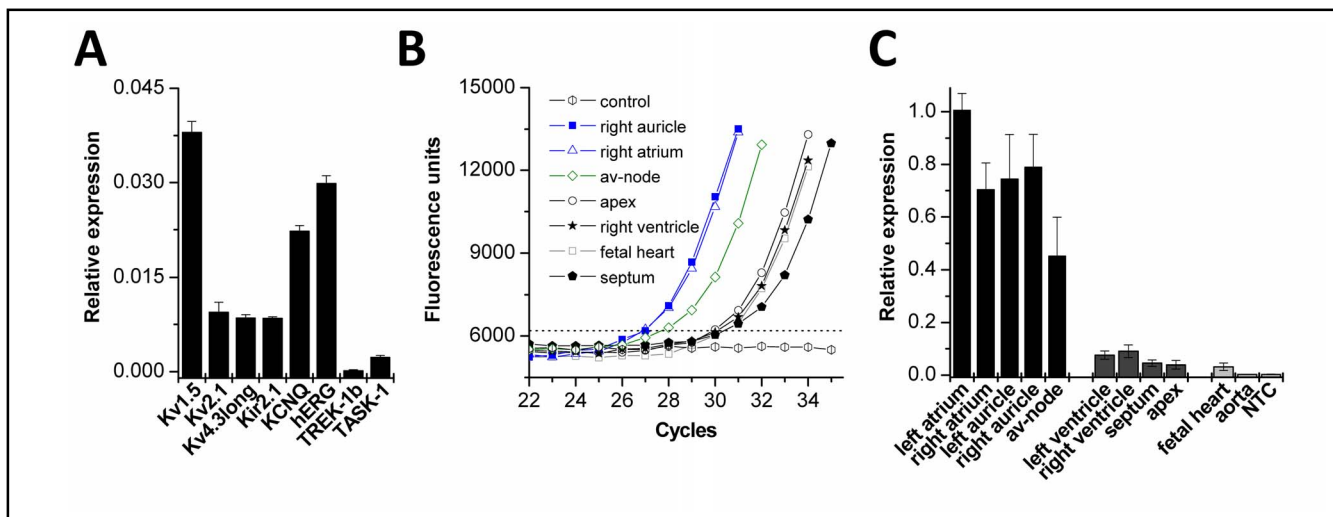 A
Relative expression
0.045
0.030
0.015
0.000
Kv1.5
Kv2.1
Kv4.3long
Kir2.1
KCNQ
hERG
TREK-1b
TASK-1
B
Fluorescence units
15000
12000
9000
6000
control
right auricle
right atrium
av-node
apex
right ventricle
fetal heart
septum
22 24 26 28 30 32 34
Cycles
C
Relative expression
1.0
0.8
0.6
0.4
0.2
0.0
left atrium
right atrium
left auricle
right auricle
av-node
left ventricle
right ventricle
septum
apex
fetal heart
aorta
NTC